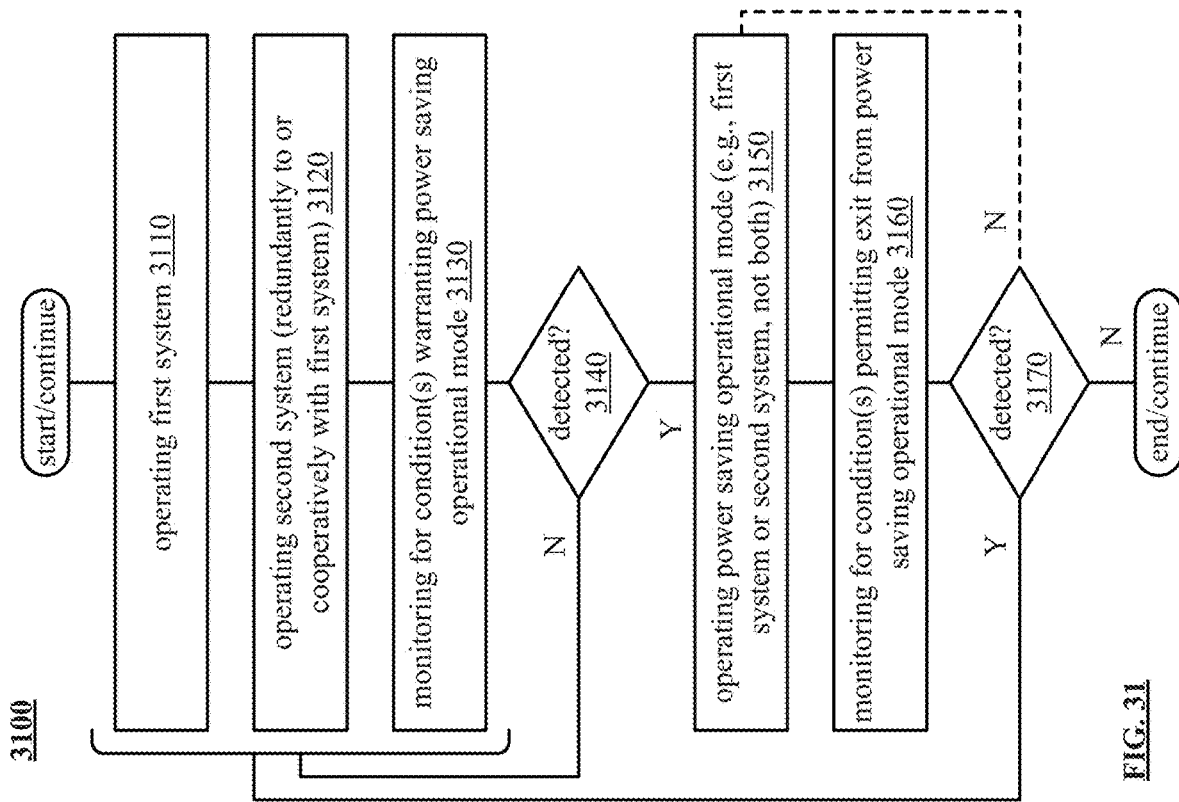 3100
start/continue
operating first system 3110
operating second system (redundantly to or
cooperatively with first system) 3120
monitoring for condition(s) warranting power saving
operational mode 3130
detected?
3140
N
Y
operating power saving operational mode (e.g., first
system or second system, not both) 3150
monitoring for condition(s) permitting exit from power
saving operational mode 3160
detected?
3170
Y
N
N
end/continue
FIG. 31